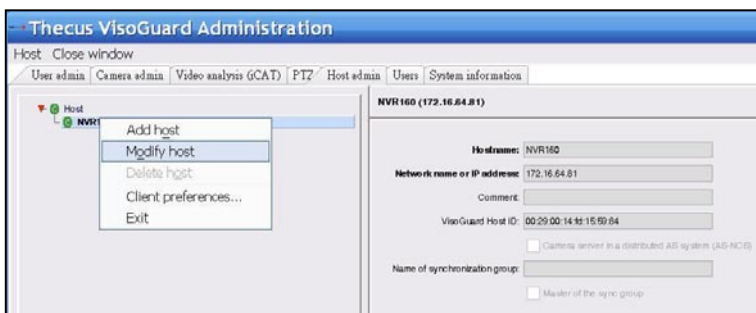 Thecus VisoGuard Administration
Host Close window
User admin Camera admin Video analysis (iCAT) PTZ Host admin Users System information
Host
NVR1
Add host
Modify host
Delete host
Client preferences...
Exit
NVR160 (172.16.64.81)
Hostname: NVR160
Network name or IP address: 172.16.64.81
Comment:
VisoGuard Host ID: 00:29:00:14:fd:15:59:84
Camera server in a distributed AS system (AS-NCS)
Name of synchronization group:
Master of the sync group